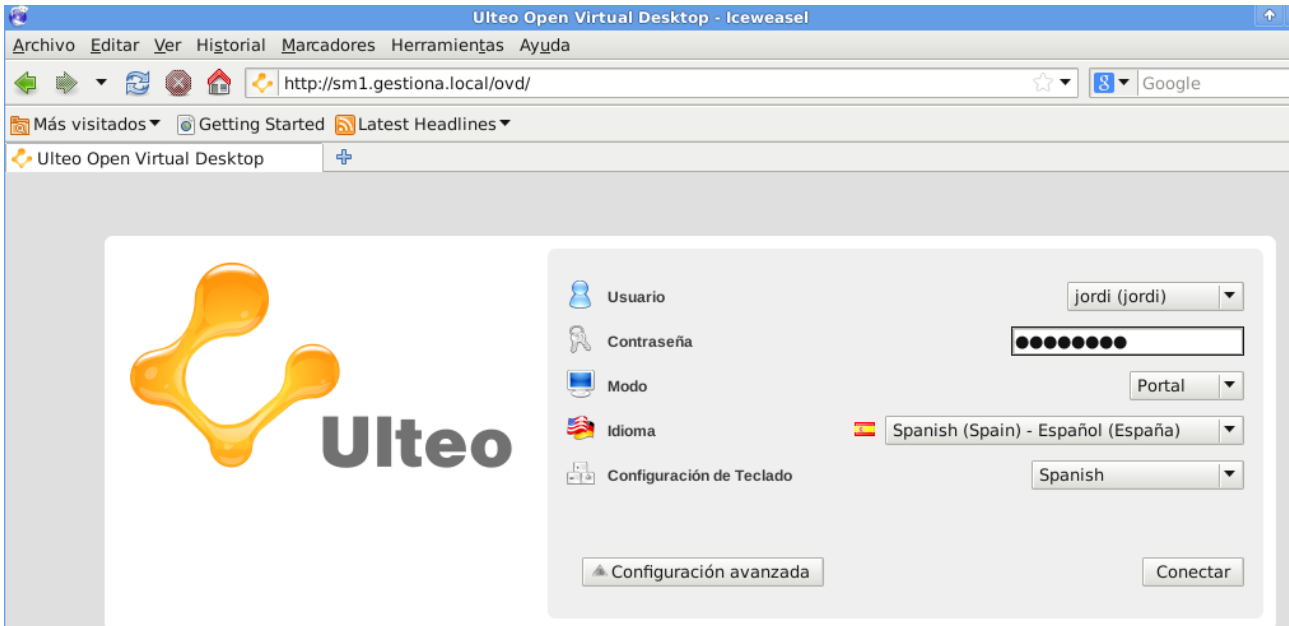 Ulteo Open Virtual Desktop - Iceweasel
Archivo Editar Ver Historial Marcadores Herramientas Ayuda
http://sm1.gestiona.local/ovd/ 8 Google
Más visitados Getting Started Latest Headlines
Ulteo Open Virtual Desktop
Ulteo
Usuario jordi (jordi)
Contraseña ●●●●●●●●
Modo Portal
Idioma Spanish (Spain) - Español (España)
Configuración de Teclado Spanish
Configuración avanzada Conectar